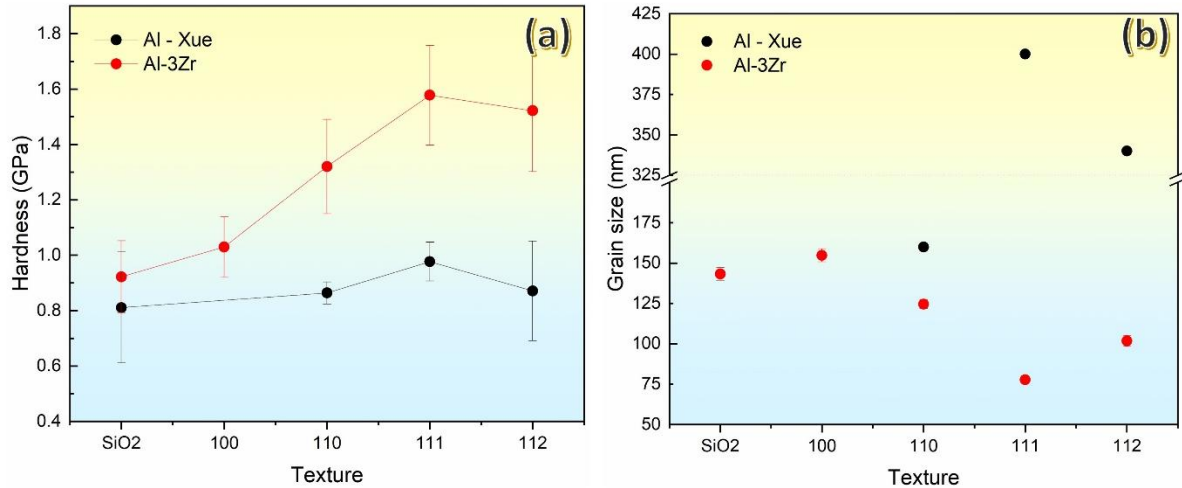 (a)
Al - Xue
Al-3Zr
Hardness (GPa)
1.8
1.6
1.4
1.2
1.0
0.8
0.6
0.4
SiO2 100 110 111 112
Texture
(b)
Al - Xue
Al-3Zr
Grain size (nm)
425
400
375
350
325
175
150
125
100
75
50
SiO2 100 110 111 112
Texture